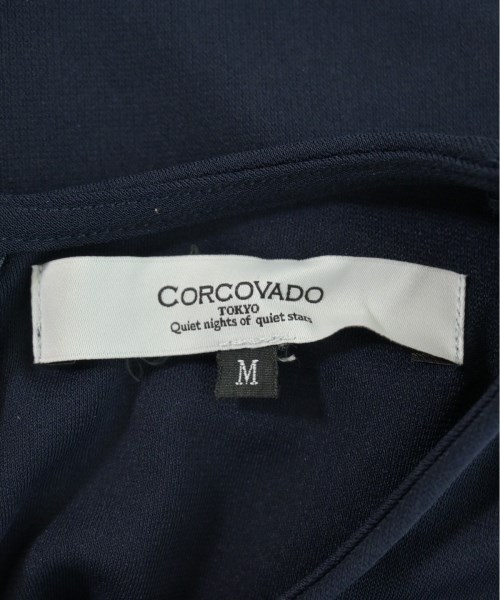 CORCOVADO
TOKYO
Quiet nights of quiet stars
M